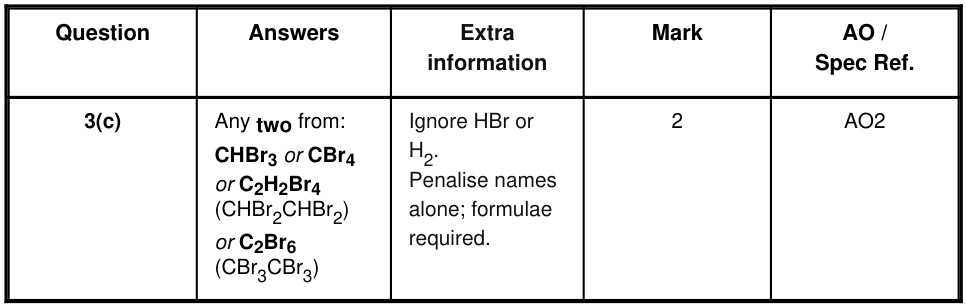 Question Answers Extra information Mark AO / Spec Ref.
3(c)
Any two from:
CHBr3 or CBr4
or C2H2Br4
(CHBr2CHBr2)
or C2Br6
(CBr3CBr3)
Ignore HBr or
H2.
Penalise names
alone; formulae
required.
2
AO2